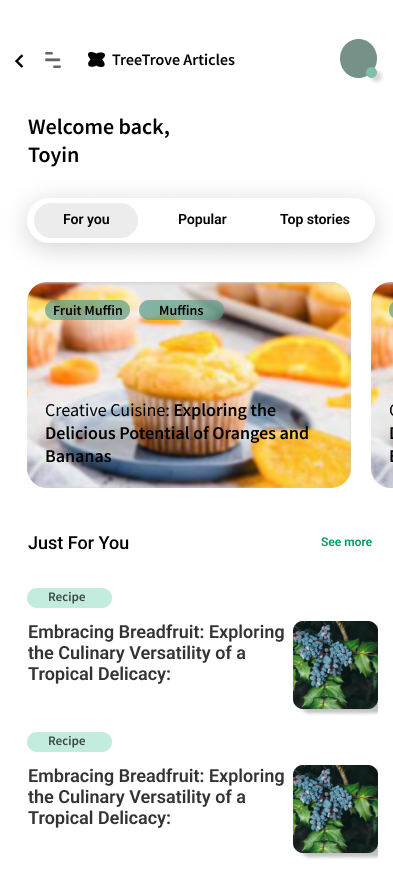 TreeTrove Articles
Welcome back,
Toyin
For you Popular Top stories
Fruit Muffin Muffins
Creative Cuisine: Exploring the
Delicious Potential of Oranges and
Bananas
Just For You See more
Recipe
Embracing Breadfruit: Exploring
the Culinary Versatility of a
Tropical Delicacy:
Recipe
Embracing Breadfruit: Exploring
the Culinary Versatility of a
Tropical Delicacy: